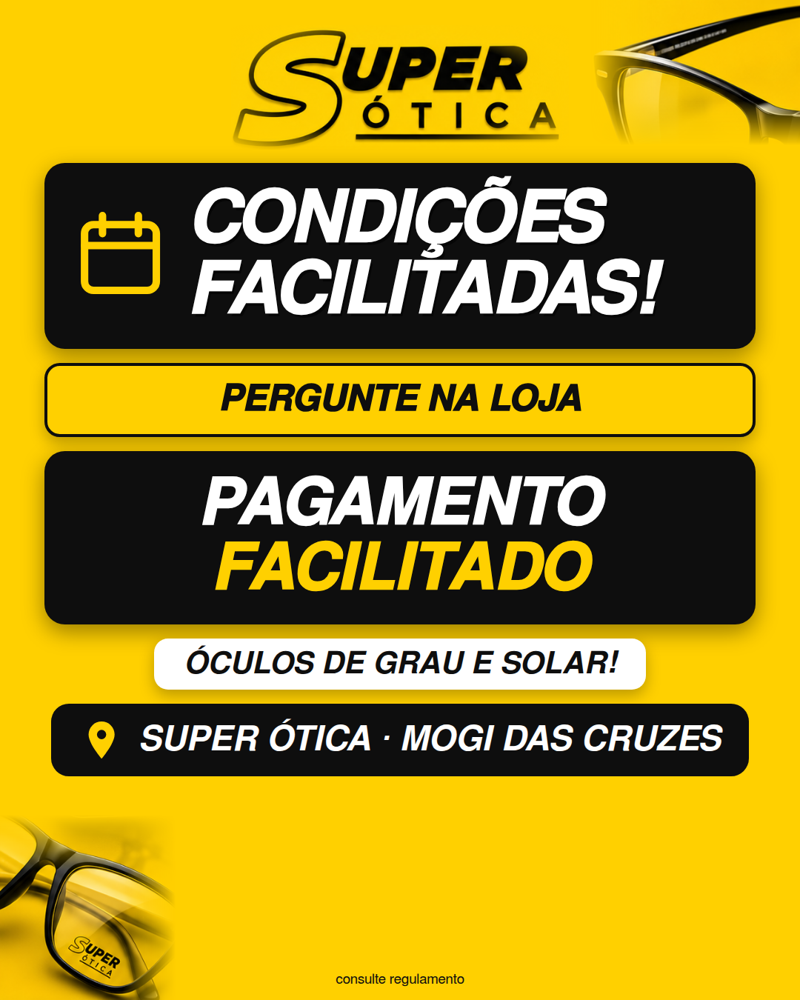 SUPER
ÓTICA
CONDIÇÕES
FACILITADAS!
PERGUNTE NA LOJA
PAGAMENTO
FACILITADO
ÓCULOS DE GRAU E SOLAR!
SUPER ÓTICA · MOGI DAS CRUZES
SUPER
ÓTICA
consulte regulamento